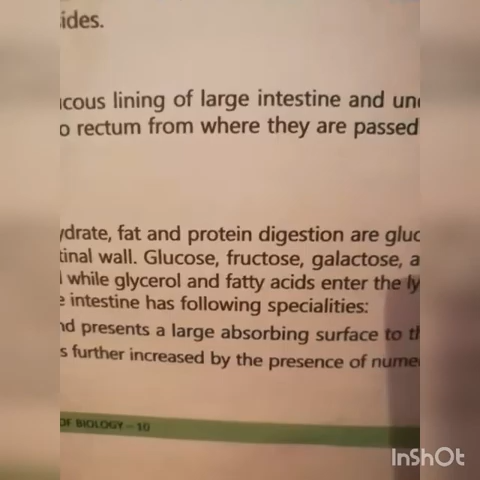 ides.
cous lining of large intestine and un
o rectum from where they are passed
ydrate, fat and protein digestion are gluc
tinal wall. Glucose, fructose, galactose, a
while glycerol and fatty acids enter the ly
e intestine has following specialities:
nd presents a large absorbing surface to th
s further increased by the presence of nume
OF BIOLOGY – 10
InShOt